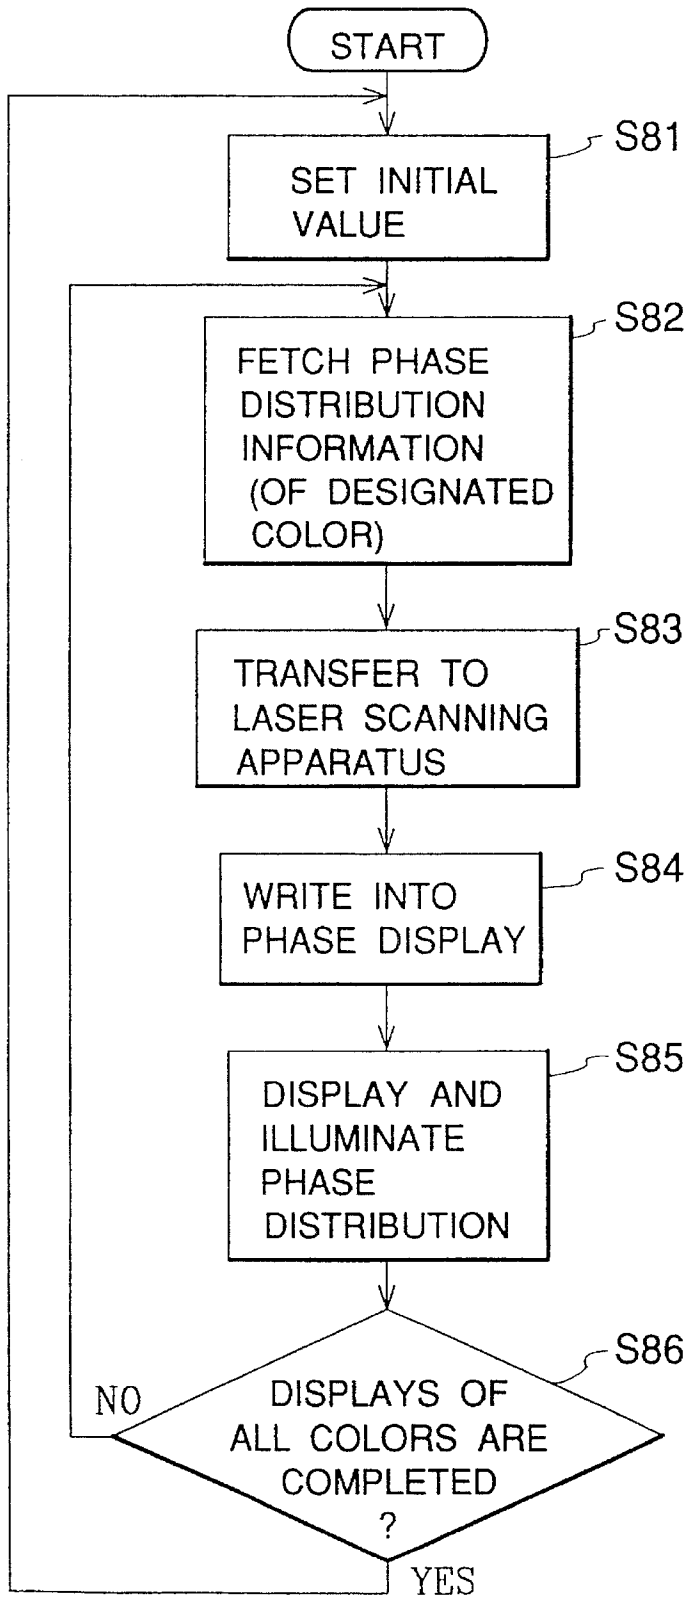 START
S81
SET INITIAL
VALUE
S82
FETCH PHASE
DISTRIBUTION
INFORMATION
(OF DESIGNATED
COLOR)
S83
TRANSFER TO
LASER SCANNING
APPARATUS
S84
WRITE INTO
PHASE DISPLAY
S85
DISPLAY AND
ILLUMINATE
PHASE
DISTRIBUTION
S86
NO
DISPLAYS OF
ALL COLORS ARE
COMPLETED
?
YES